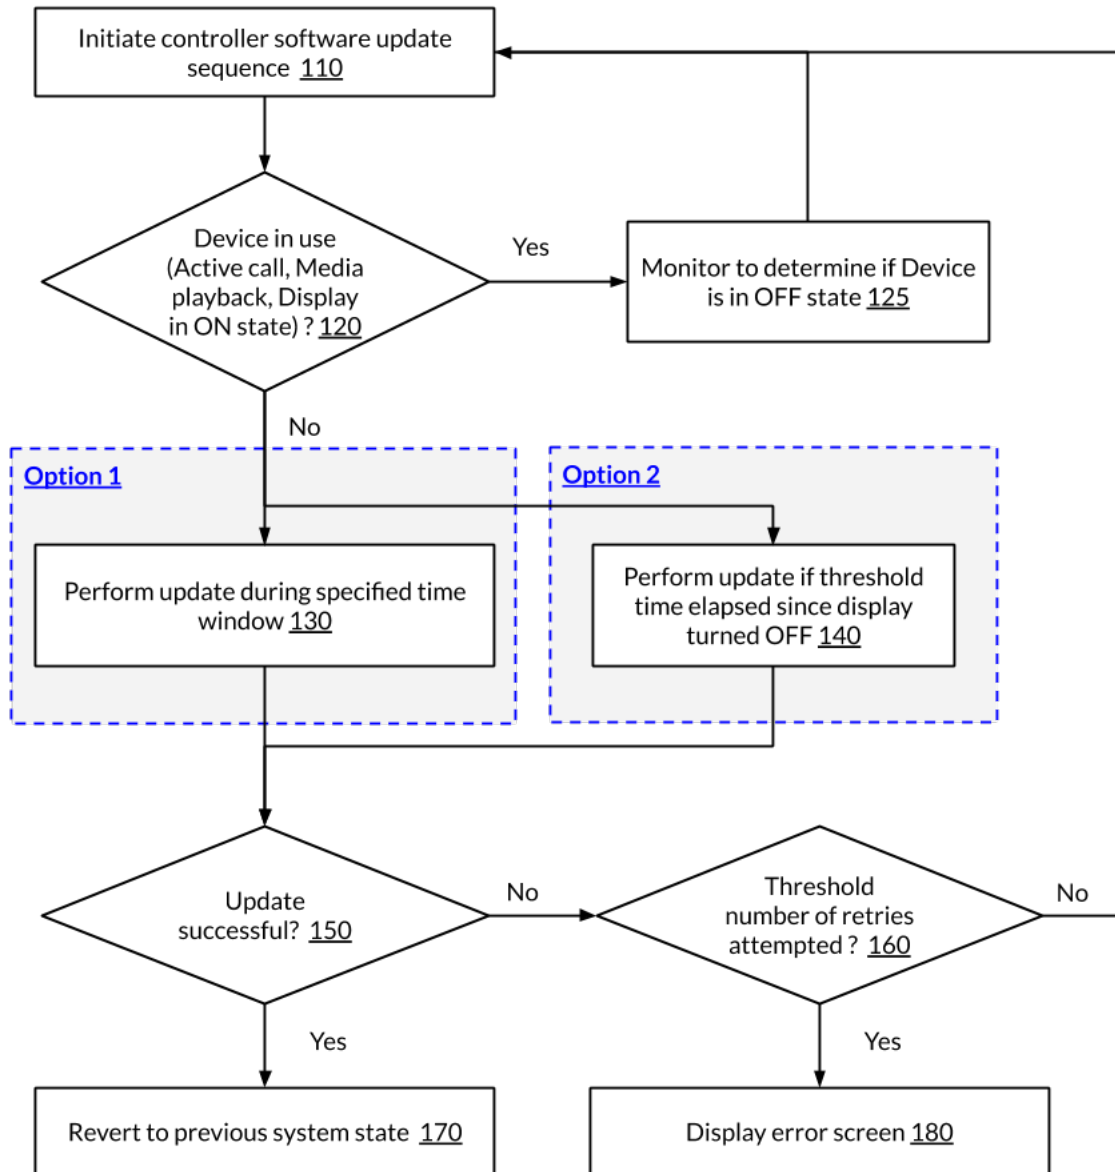 Initiate controller software update
sequence 110
Device in use
(Active call, Media
playback, Display
in ON state) ? 120
Yes
Monitor to determine if Device
is in OFF state 125
No
Option 1
Option 2
Perform update during specified time
window 130
Perform update if threshold
time elapsed since display
turned OFF 140
Update
successful? 150
No
Threshold
number of retries
attempted ? 160
No
Yes
Yes
Revert to previous system state 170
Display error screen 180